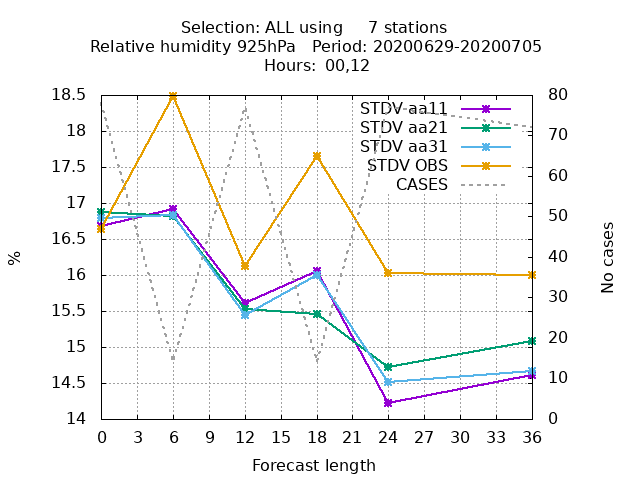 Selection: ALL using     7 stations
Relative humidity 925hPa   Period: 20200629-20200705
Hours:  00,12
18.5
18
17.5
17
16.5
16
15.5
15
14.5
14
80
70
60
50
40
30
20
10
0
STDV aa11
STDV aa21
STDV aa31
STDV OBS
CASES
%
No cases
0 3 6 9 12 15 18 21 24 27 30 33 36
Forecast length